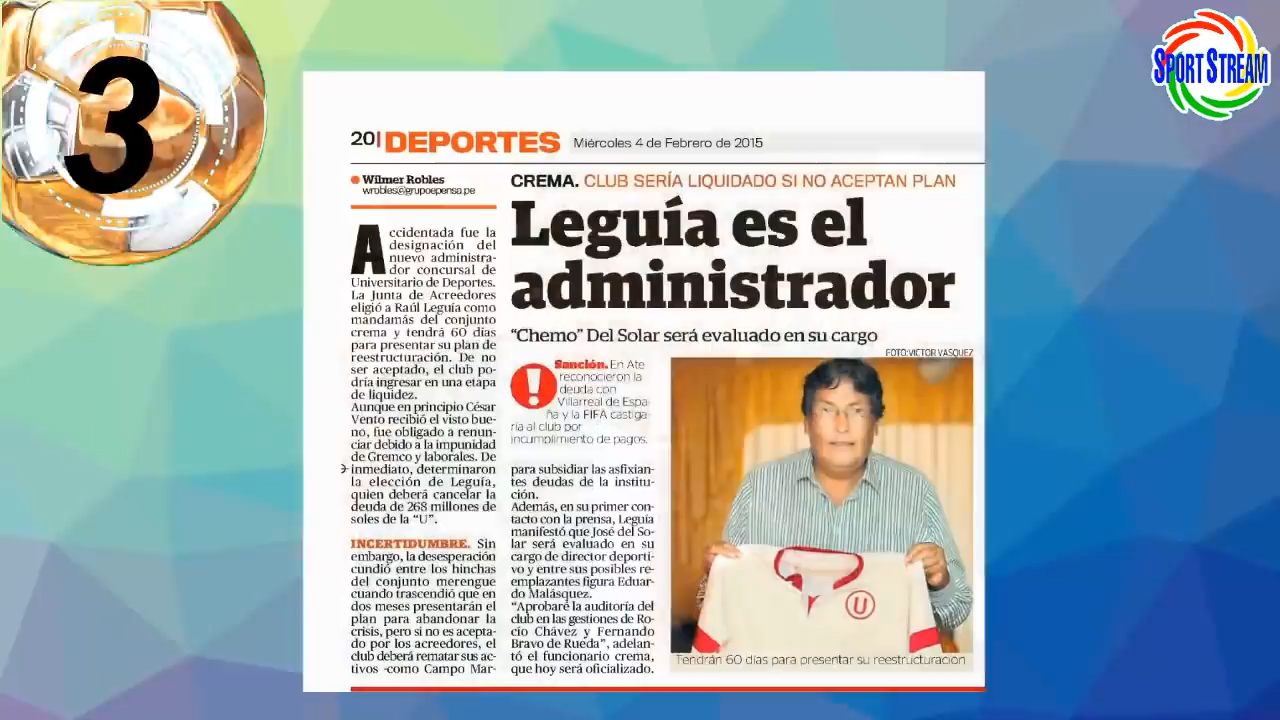 3
SPORT STREAM
20| DEPORTES Miércoles 4 de Febrero de 2015
Wilmer Robles
wrobles@grupoepensa.pe
CREMA. CLUB SERÍA LIQUIDADO SI NO ACEPTAN PLAN
Leguía es el
administrador
"Chemo" Del Solar será evaluado en su cargo
FOTO:VICTOR VASQUEZ
Accidentada fue la
designación del
nuevo administra-
dor concursal de
Universitario de Deportes.
La Junta de Acreedores
eligió a Raúl Leguía como
mandamás del conjunto
crema y tendrá 60 días
para presentar su plan de
reestructuración. De no
ser aceptado, el club po-
dría ingresar en una etapa
de liquidez.
Aunque en principio César
Vento recibió el visto bue-
no, fue obligado a renun-
ciar debido a la impunidad
de Gremco y laborales. De
inmediato, determinaron
la elección de Leguía,
quien deberá cancelar la
deuda de 268 millones de
soles de la "U".
INCERTIDUMBRE. Sin
embargo, la desesperación
cundió entre los hinchas
del conjunto merengue
cuando trascendió que en
dos meses presentarán el
plan para abandonar la
crisis, pero si no es acepta-
do por los acreedores, el
club deberá rematar sus ac-
tivos -como Campo Mar-
! Sanción. En Ate
reconocieron la
deuda con
Villarreal de Espa-
ña y la FIFA castiga-
ría al club por
incumplimiento de pagos.
para subsidiar las asfixian-
tes deudas de la institu-
ción.
Además, en su primer con-
tacto con la prensa, Leguía
manifestó que José del So-
lar será evaluado en su
cargo de director deporti-
vo y entre sus posibles re-
emplazantes figura Eduar-
do Malásquez.
"Aprobaré la auditoría del
club en las gestiones de Ro-
cío Chávez y Fernando
Bravo de Rueda", adelan-
tó el funcionario crema,
que hoy será oficializado.
U
Tendrán 60 días para presentar su reestructuración